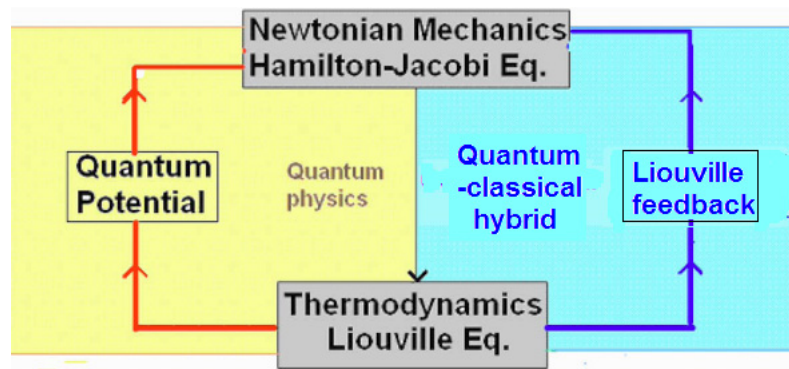 Newtonian Mechanics
Hamilton-Jacobi Eq.
Quantum
Potential
Quantum
physics
Quantum
-classical
hybrid
Liouville
feedback
Thermodynamics
Liouville Eq.